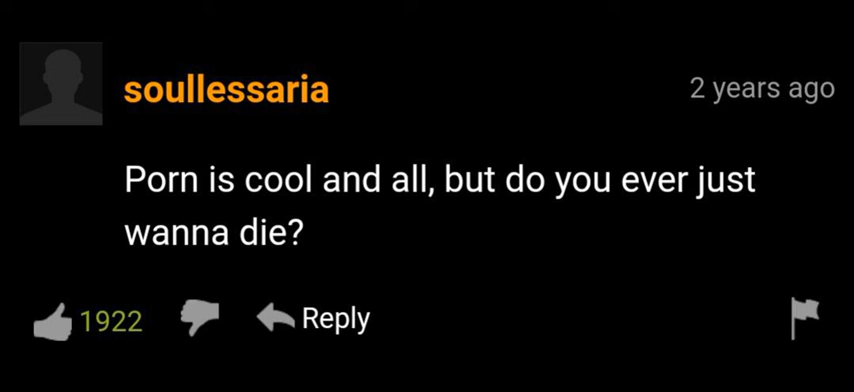 soullessaria
2 years ago
Porn is cool and all, but do you ever just
wanna die?
1922
Reply